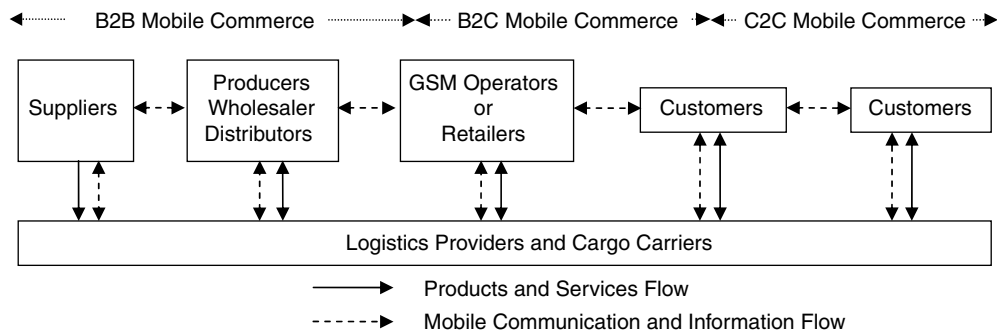 B2B Mobile Commerce
B2C Mobile Commerce
C2C Mobile Commerce
Suppliers
Producers
Wholesaler
Distributors
GSM Operators
or
Retailers
Customers
Customers
Logistics Providers and Cargo Carriers
Products and Services Flow
Mobile Communication and Information Flow